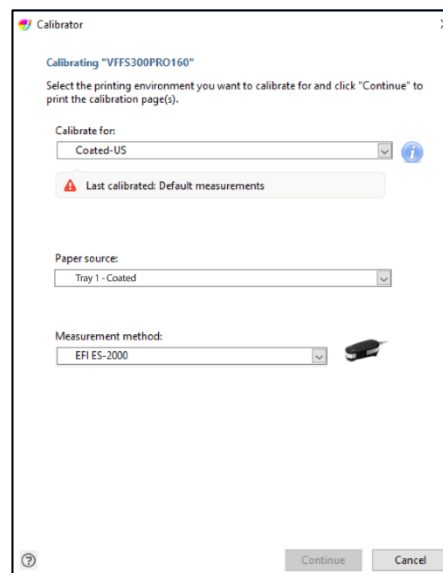 Calibrator
Calibrating "VFFS300PRO160"
Select the printing environment you want to calibrate for and click "Continue" to
print the calibration page(s).
Calibrate for:
Coated-US
Last calibrated: Default measurements
Paper source:
Tray 1 - Coated
Measurement method:
EFI ES-2000
Continue
Cancel